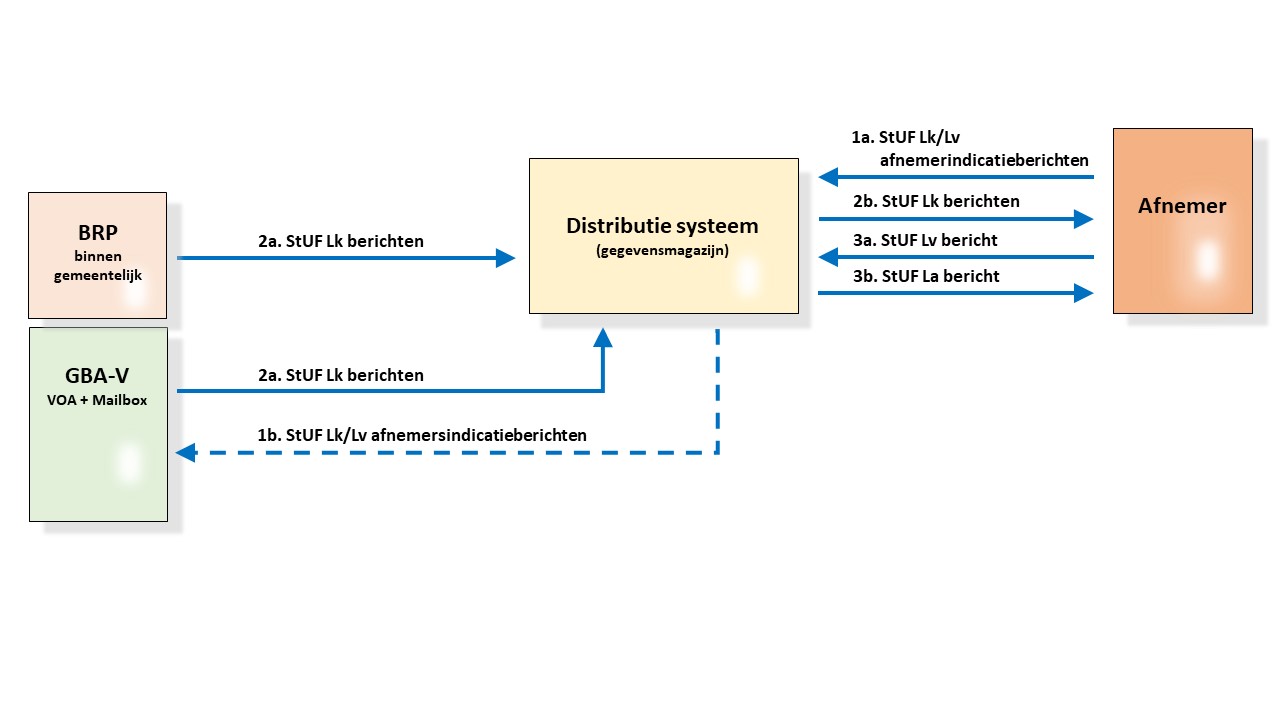 BRP
binnen
gemeentelijk
GBA-V
VOA + Mailbox
2a. StUF Lk berichten
2a. StUF Lk berichten
1b. StUF Lk/Lv afnemersindicatieberichten
Distributie systeem
(gegevensmagazijn)
1a. StUF Lk/Lv
afnemerindicatieberichten
2b. StUF Lk berichten
3a. StUF Lv bericht
3b. StUF La bericht
Afnemer